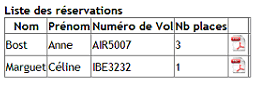 Liste des réservations
Nom Prénom Numéro de Vol Nb places
Bost Anne AIR5007 3
Marguet Céline IBE3232 1